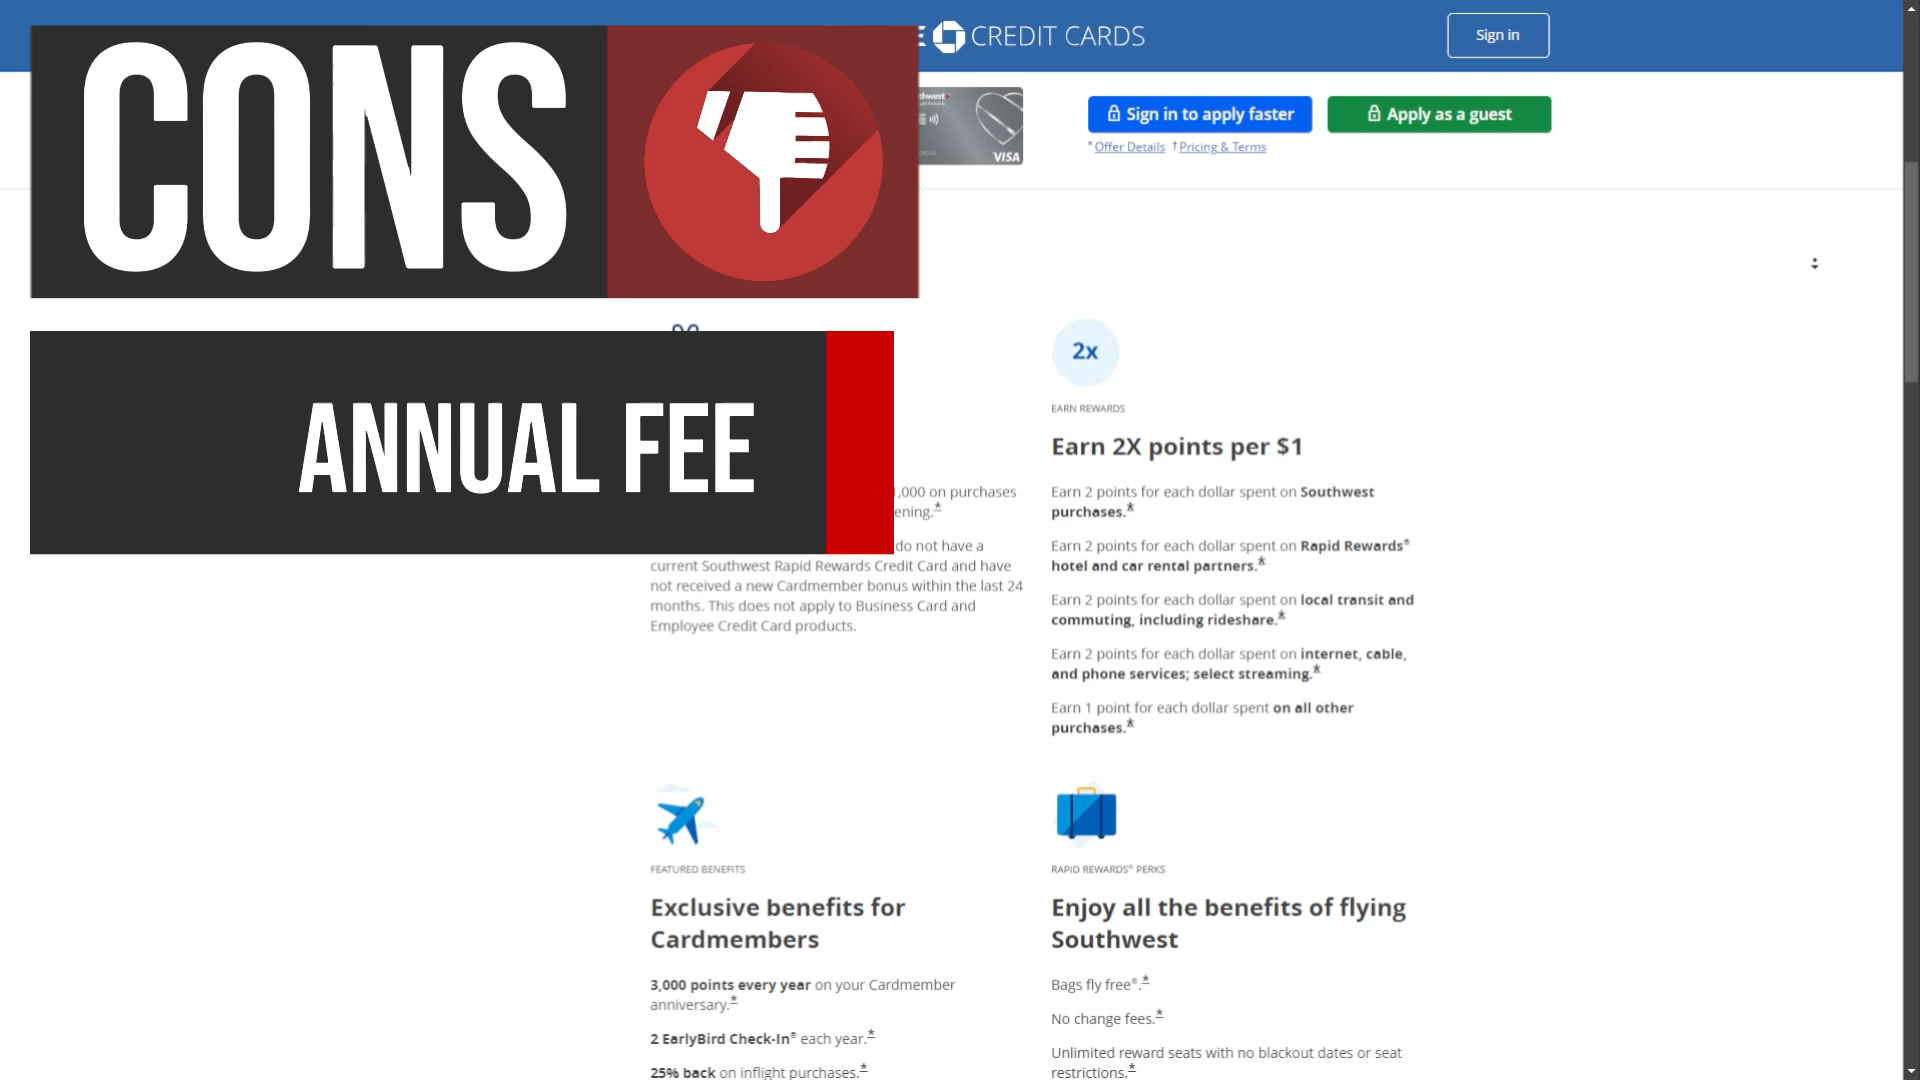 CONS
CREDIT CARDS
Sign in
VISA
Sign in to apply faster
Apply as a guest
*Offer Details †Pricing & Terms
ANNUAL FEE
,000 on purchases
ening.*
do not have a
current Southwest Rapid Rewards Credit Card and have
not received a new Cardmember bonus within the last 24
months. This does not apply to Business Card and
Employee Credit Card products.
2x
EARN REWARDS
Earn 2X points per $1
Earn 2 points for each dollar spent on Southwest
purchases.*
Earn 2 points for each dollar spent on Rapid Rewards®
hotel and car rental partners.*
Earn 2 points for each dollar spent on local transit and
commuting, including rideshare.*
Earn 2 points for each dollar spent on internet, cable,
and phone services; select streaming.*
Earn 1 point for each dollar spent on all other
purchases.*
FEATURED BENEFITS
Exclusive benefits for
Cardmembers
3,000 points every year on your Cardmember
anniversary.*
2 EarlyBird Check-In® each year.*
25% back on inflight purchases.*
RAPID REWARDS® PERKS
Enjoy all the benefits of flying
Southwest
Bags fly free®.*
No change fees.*
Unlimited reward seats with no blackout dates or seat
restrictions.*